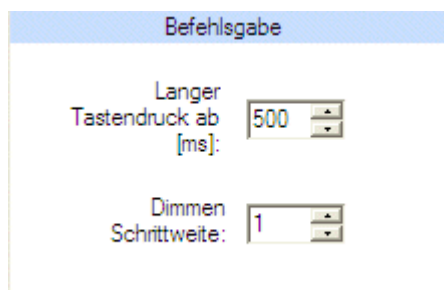 Befehlsgabe
Langer
Tastendruck ab
[ms]:
500
Dimmen
Schrittweite:
1